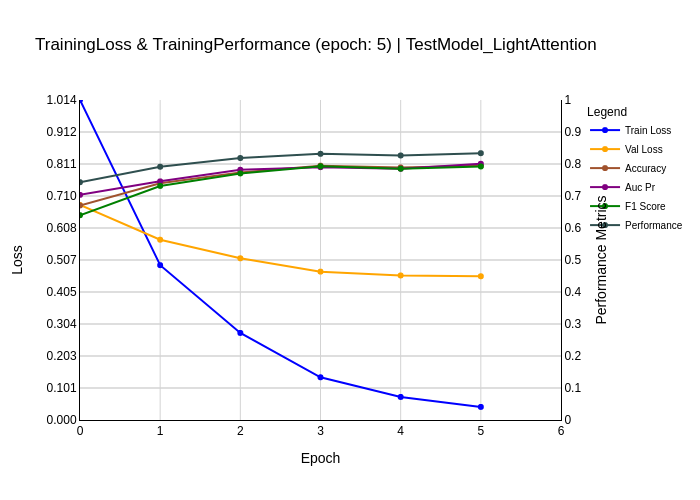 TrainingLoss & TrainingPerformance (epoch: 5) | TestModel_LightAttention
1.014
0.912
0.811
0.710
0.608
0.507
0.405
0.304
0.203
0.101
0.000
Loss
0
1
2
3
4
5
6
Epoch
1
0.9
0.8
0.7
0.6
0.5
0.4
0.3
0.2
0.1
0
Performance Metrics
Legend
Train Loss
Val Loss
Accuracy
Auc Pr
F1 Score
Performance